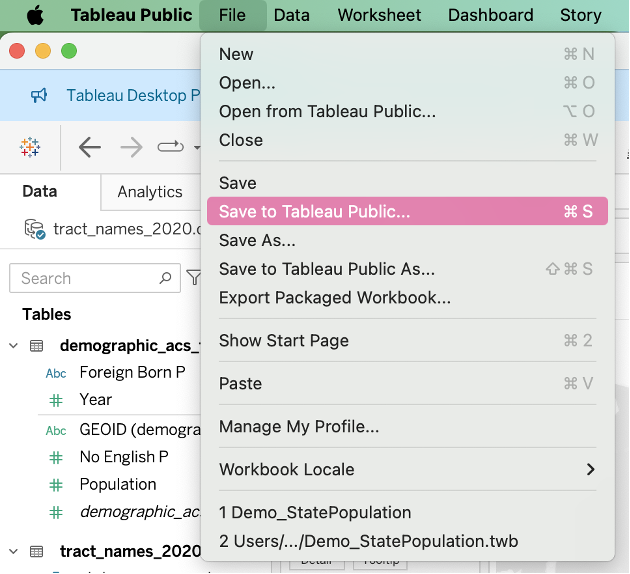 Tableau Public File Data Worksheet Dashboard Story
New ⌘ N
Open... ⌘ O
Open from Tableau Public... ⌥ O
Close ⌘ W
Save
Save to Tableau Public... ⌘ S
Save As...
Save to Tableau Public As... ⇧ ⌘ S
Export Packaged Workbook...
Show Start Page ⌘ 2
Paste ⌘ V
Manage My Profile...
Workbook Locale
1 Demo_StatePopulation
2 Users/.../Demo_StatePopulation.twb
Tableau Desktop P
Data Analytics
tract_names_2020.c
Search
Tables
demographic_acs_
Abc Foreign Born P
# Year
Abc GEOID (demogra
# No English P
# Population
# demographic_acs
tract_names_2020
Detail Tooltip